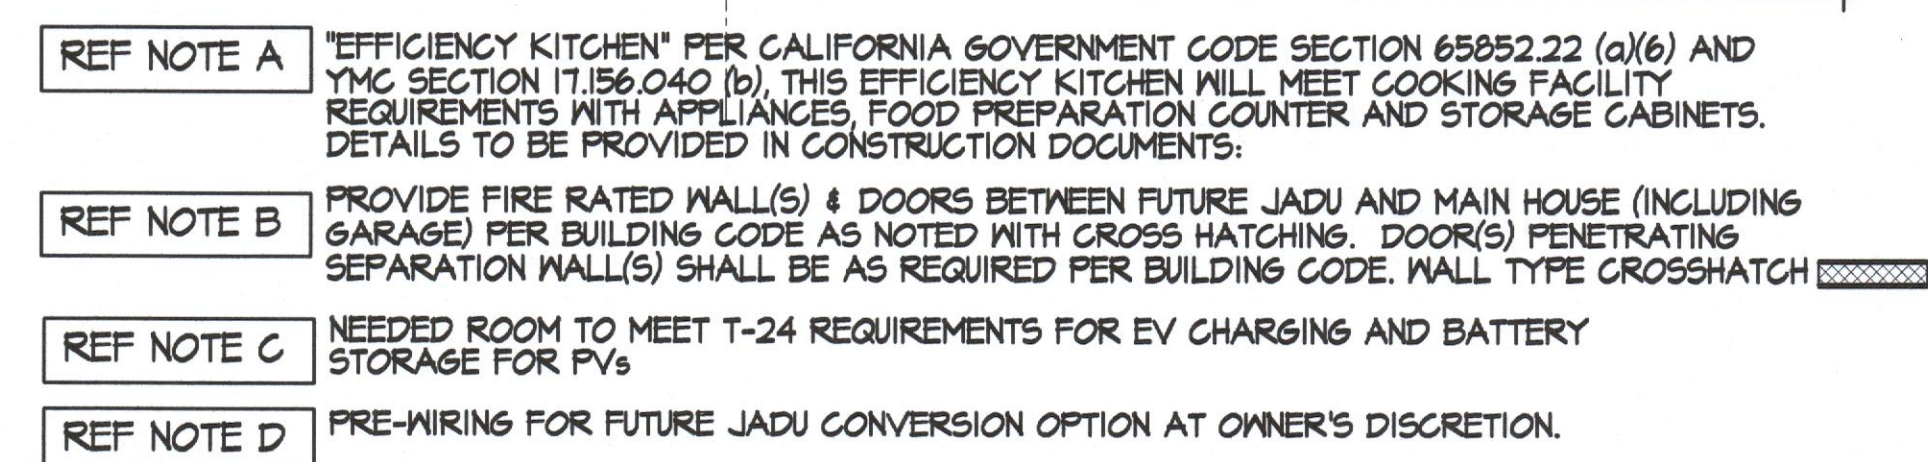 REF NOTE A "EFFICIENCY KITCHEN" PER CALIFORNIA GOVERNMENT CODE SECTION 65852.22 (a)(6) AND
YMC SECTION 17.156.040 (b), THIS EFFICIENCY KITCHEN WILL MEET COOKING FACILITY
REQUIREMENTS WITH APPLIANCES, FOOD PREPARATION COUNTER AND STORAGE CABINETS.
DETAILS TO BE PROVIDED IN CONSTRUCTION DOCUMENTS:
REF NOTE B PROVIDE FIRE RATED WALL(S) & DOORS BETWEEN FUTURE JADU AND MAIN HOUSE (INCLUDING
GARAGE) PER BUILDING CODE AS NOTED WITH CROSS HATCHING. DOOR(S) PENETRATING
SEPARATION WALL(S) SHALL BE AS REQUIRED PER BUILDING CODE. WALL TYPE CROSSHATCH
REF NOTE C NEEDED ROOM TO MEET T-24 REQUIREMENTS FOR EV CHARGING AND BATTERY
STORAGE FOR PVs
REF NOTE D PRE-WIRING FOR FUTURE JADU CONVERSION OPTION AT OWNER'S DISCRETION.